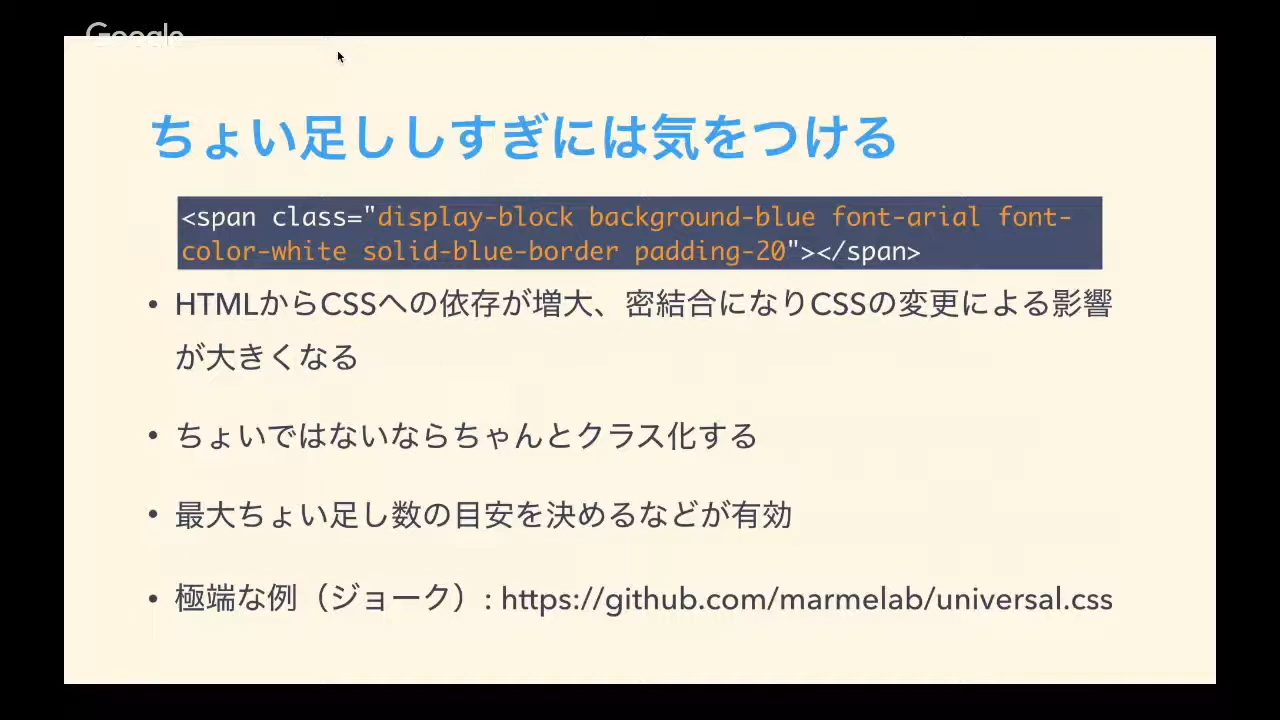 Google
ちょい足ししすぎには気をつける
<span class="display-block background-blue font-arial font-
color-white solid-blue-border padding-20"></span>
• HTMLからCSSへの依存が増大、密結合になりCSSの変更による影響
が大きくなる
• ちょいではないならちゃんとクラス化する
• 最大ちょい足し数の目安を決めるなどが有効
• 極端な例（ジョーク）: https://github.com/marmelab/universal.css